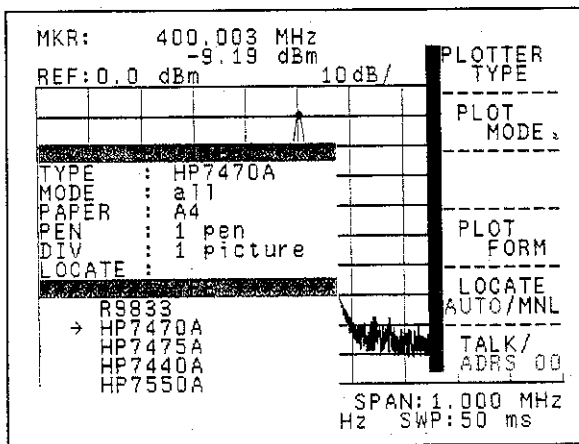 MKR: 400.003 MHz
-9.19 dBm
REF:0.0 dBm 10dB/
TYPE : HP7470A
MODE : all
PAPER : A4
PEN : 1 pen
DIV : 1 picture
LOCATE :
R9833
→ HP7470A
HP7475A
HP7440A
HP7550A
SPAN:1.000 MHz
Hz SWP:50 ms
PLOTTER
TYPE
PLOT
MODE
PLOT
FORM
LOCATE
AUTO/MNL
TALK/
ADRS 00